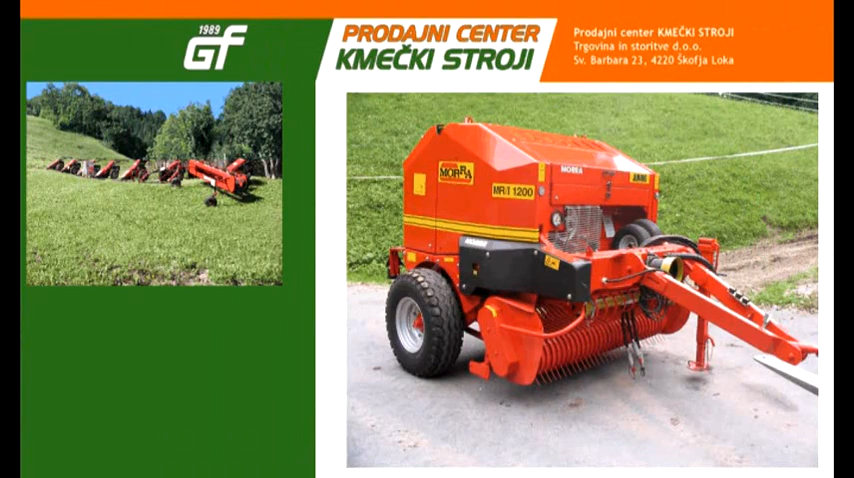 1989
GF
PRODAJNI CENTER
KMEČKI STROJI
Prodajni center KMEČKI STROJI
Trgovina in storitve d.o.o.
Sv. Barbara 23, 4220 Škofja Loka
MORRA
MORRA
MR/I 1200